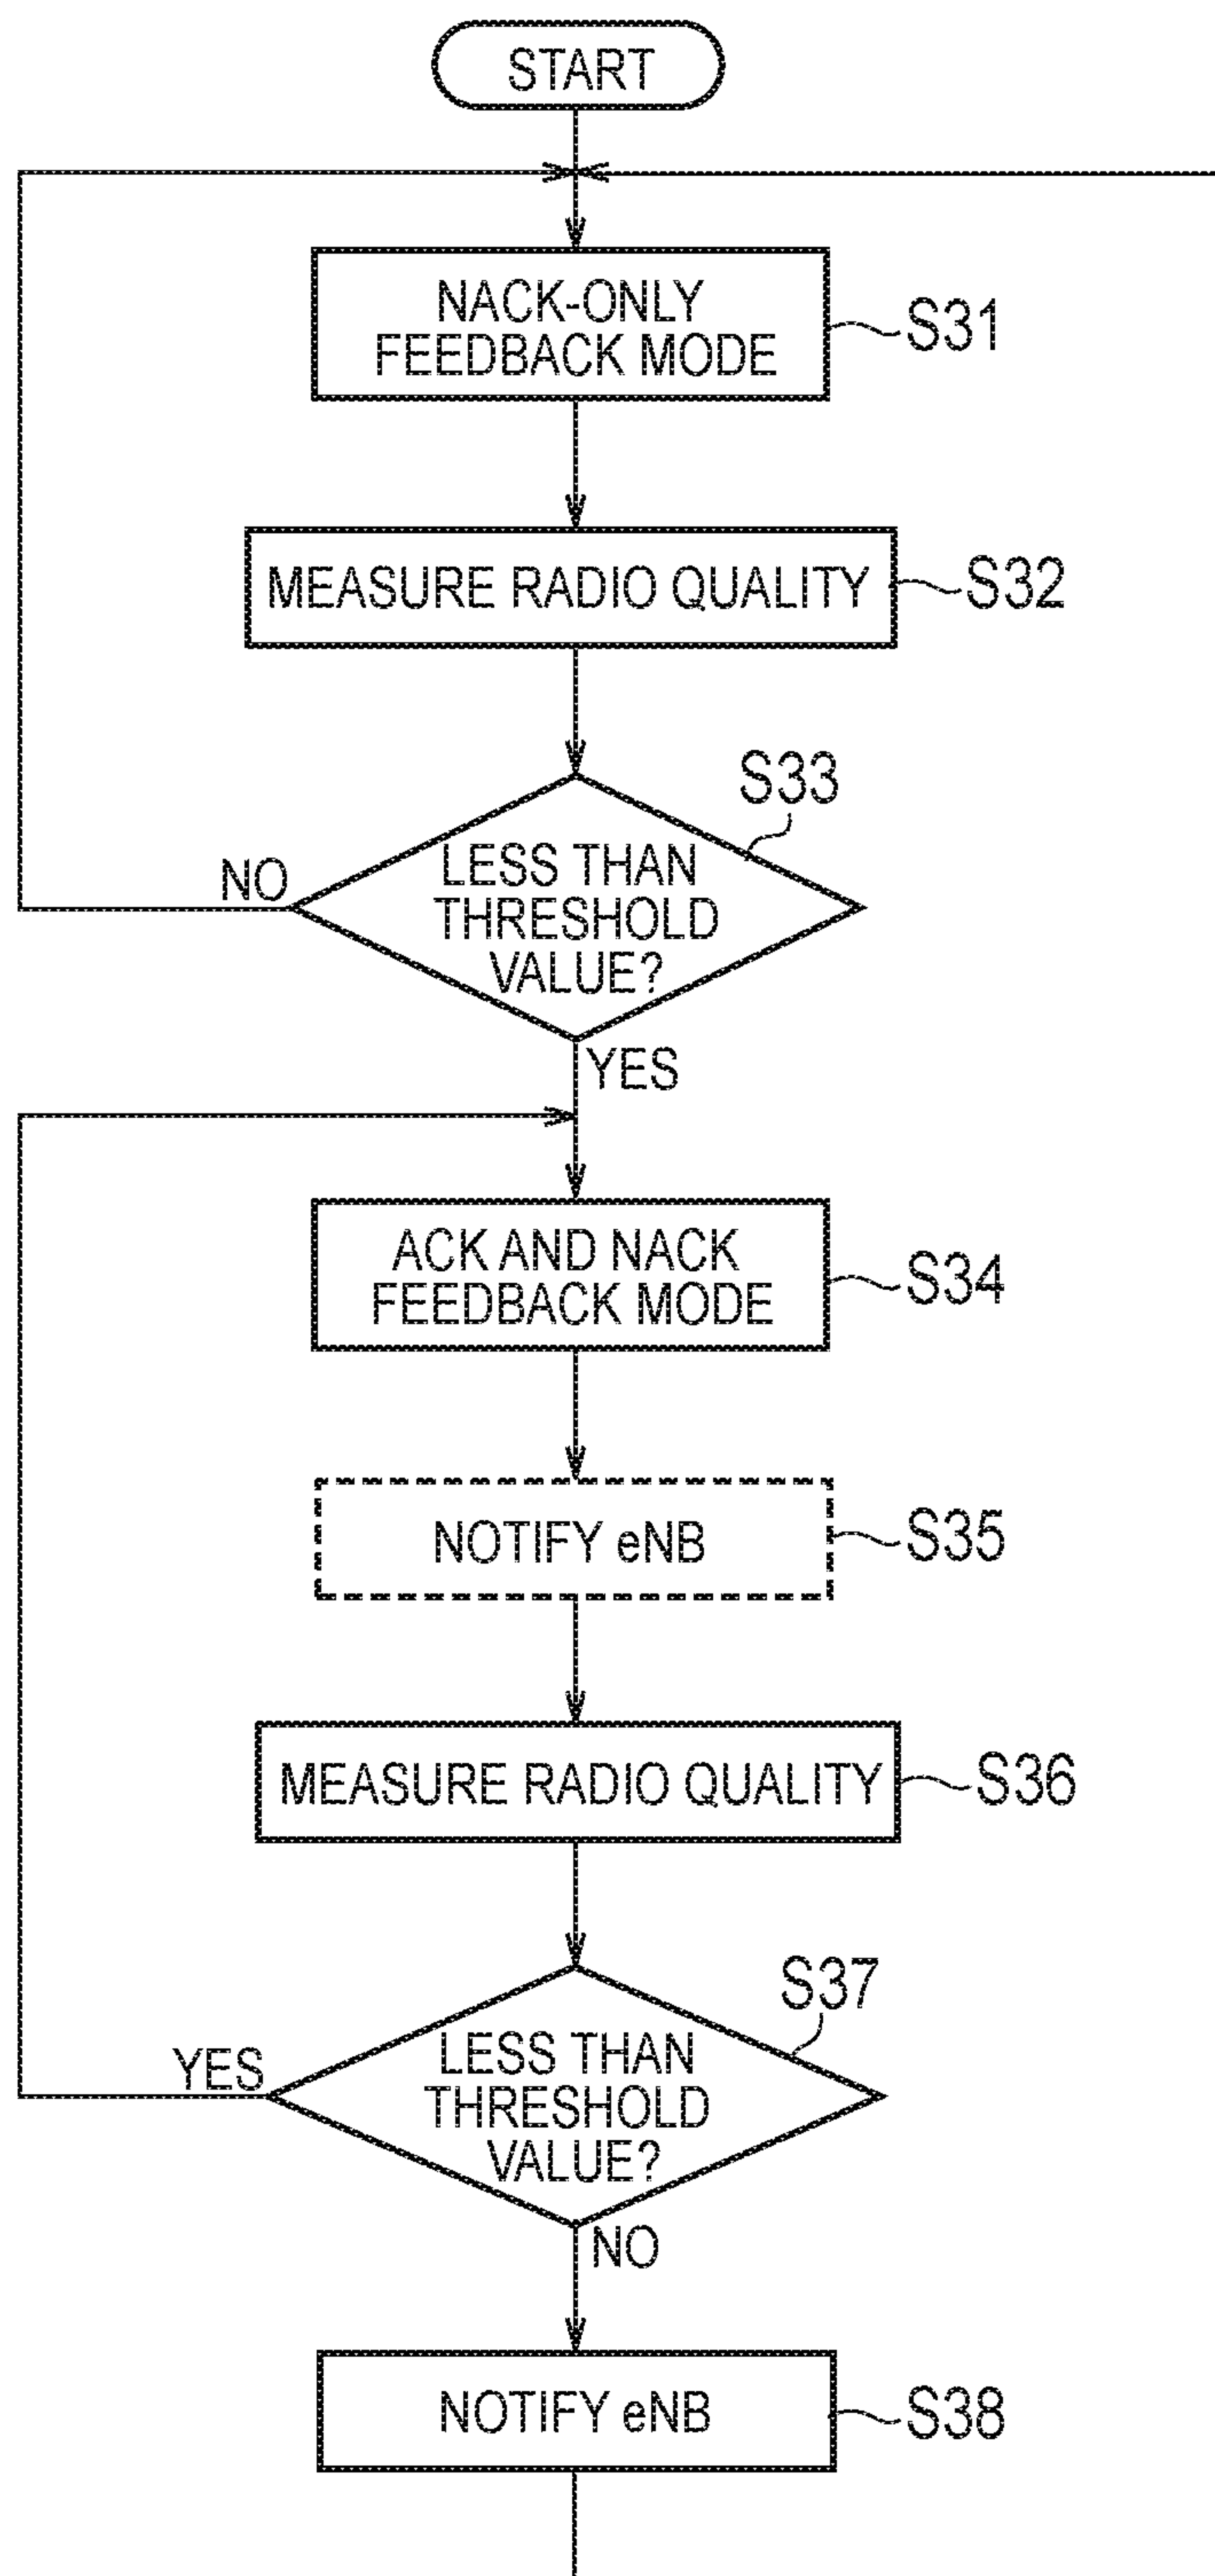 START
NACK-ONLY
FEEDBACK MODE
S31
MEASURE RADIO QUALITY
S32
S33
LESS THAN
THRESHOLD
VALUE?
NO
YES
ACK AND NACK
FEEDBACK MODE
S34
NOTIFY eNB
S35
MEASURE RADIO QUALITY
S36
S37
LESS THAN
THRESHOLD
VALUE?
YES
NO
NOTIFY eNB
S38